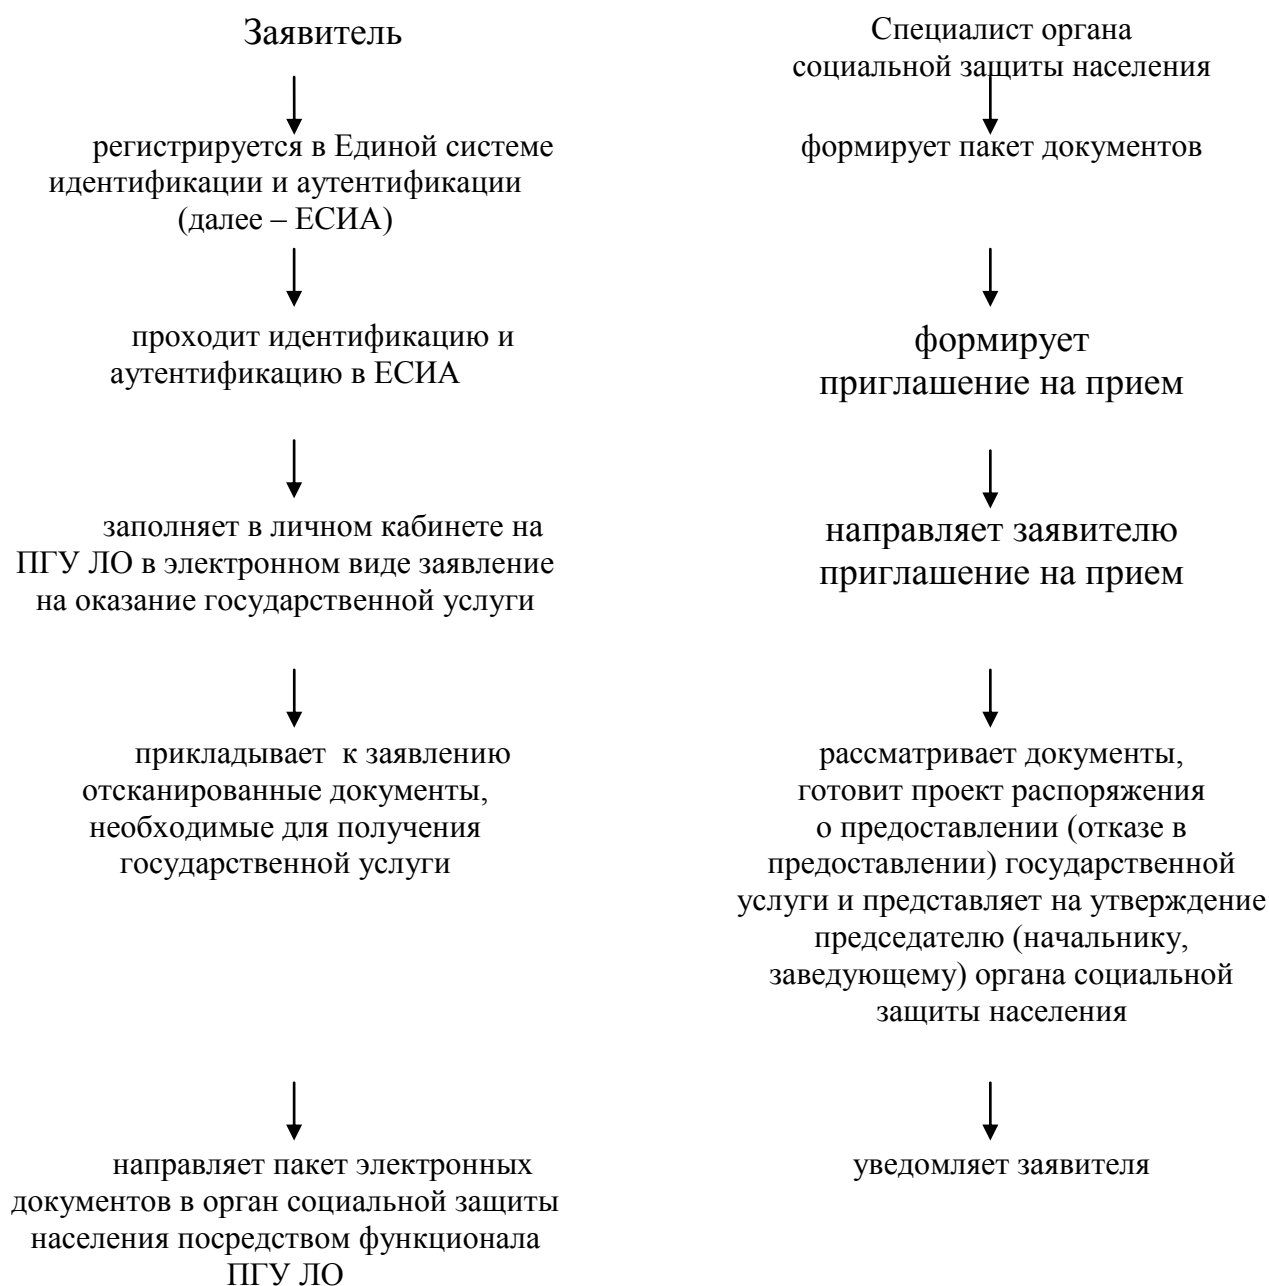 Заявитель
регистрируется в Единой системе
идентификации и аутентификации
(далее – ЕСИА)
проходит идентификацию и
аутентификацию в ЕСИА
заполняет в личном кабинете на
ПГУ ЛО в электронном виде заявление
на оказание государственной услуги
прикладывает к заявлению
отсканированные документы,
необходимые для получения
государственной услуги
направляет пакет электронных
документов в орган социальной защиты
населения посредством функционала
ПГУ ЛО
Специалист органа
социальной защиты населения
формирует пакет документов
формирует
приглашение на прием
направляет заявителю
приглашение на прием
рассматривает документы,
готовит проект распоряжения
о предоставлении (отказе в
предоставлении) государственной
услуги и представляет на утверждение
председателю (начальнику,
заведующему) органа социальной
защиты населения
уведомляет заявителя